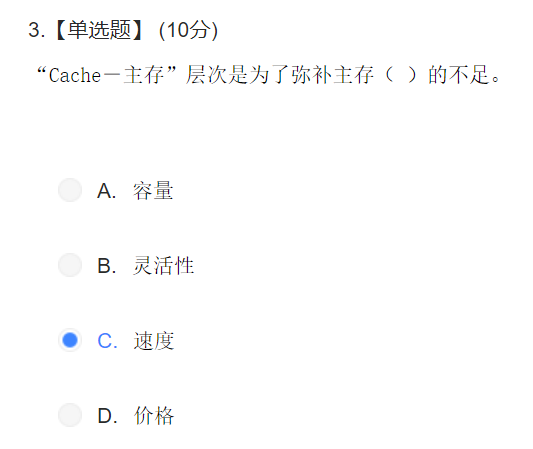 3.【单选题】 (10分)
“Cache－主存”层次是为了弥补主存（ ）的不足。
A. 容量
B. 灵活性
C. 速度
D. 价格